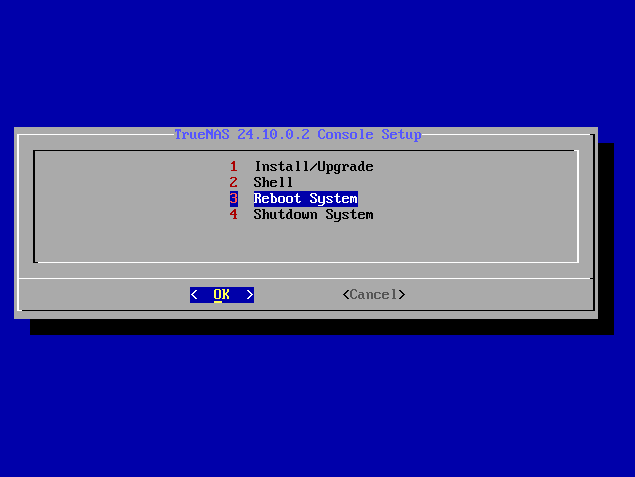 TrueNAS 24.10.0.2 Console Setup
1 Install/Upgrade
2 Shell
3 Reboot System
4 Shutdown System
< OK > <Cancel>